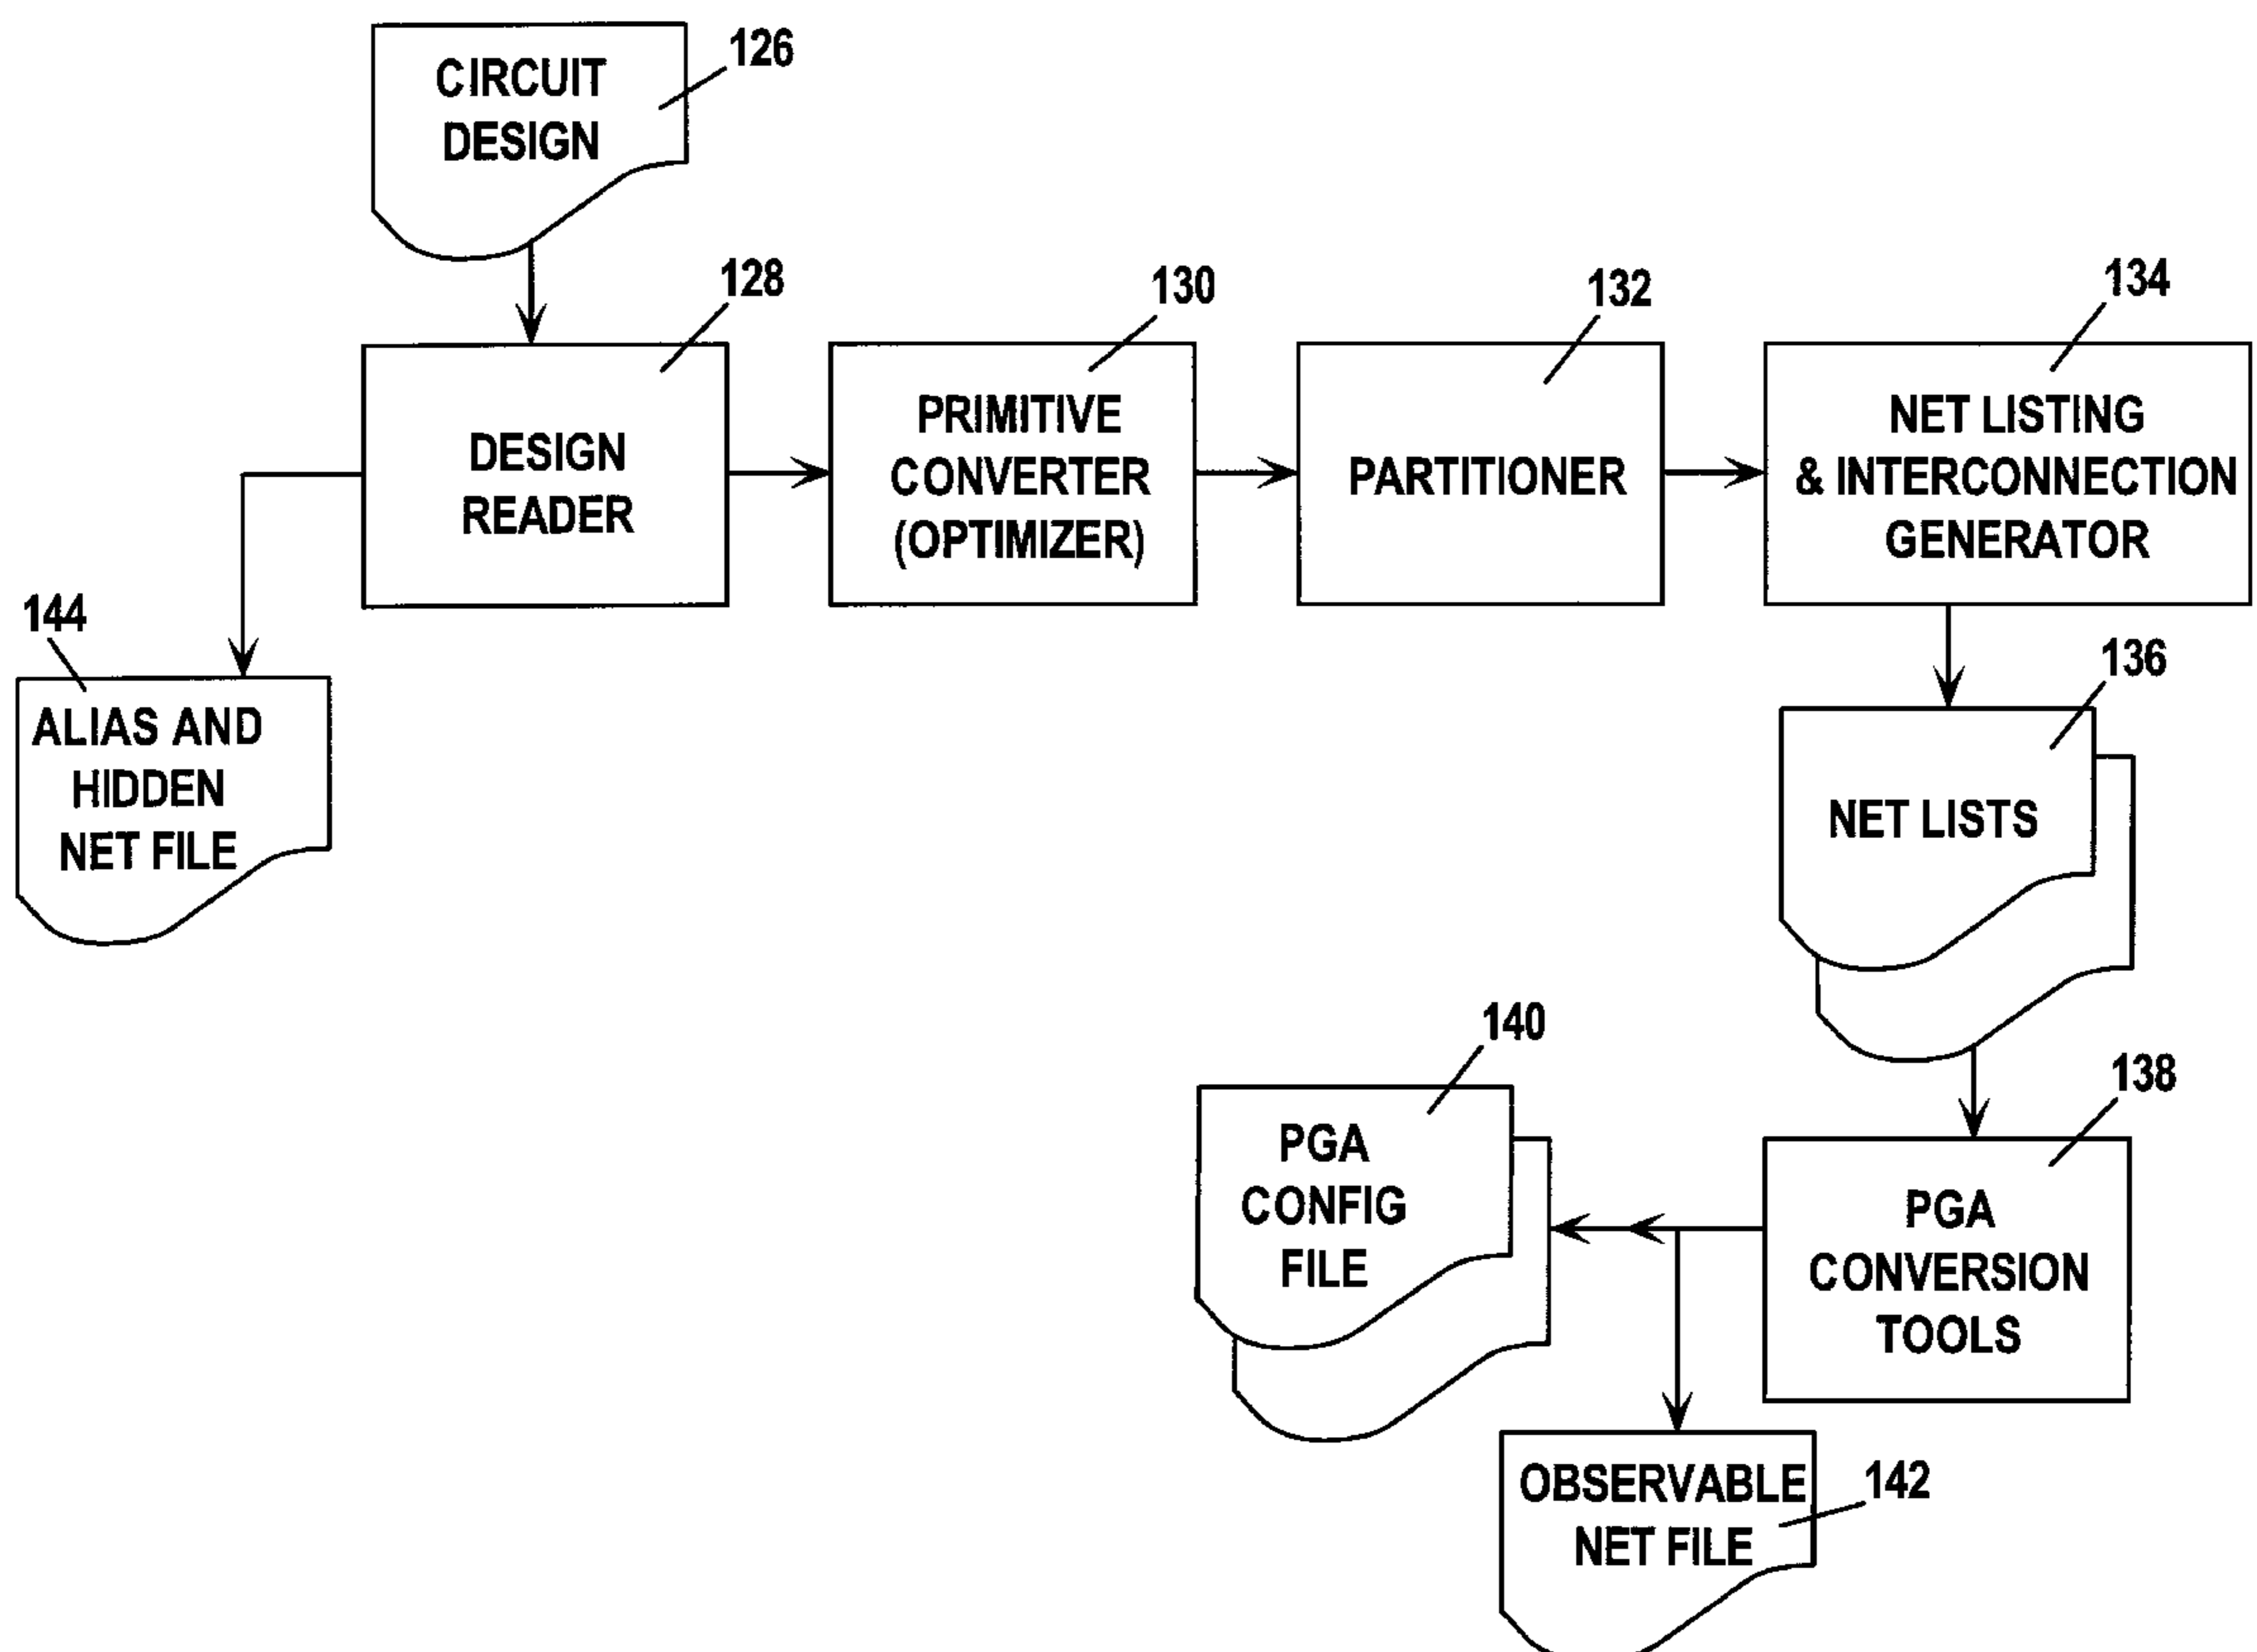 CIRCUIT
DESIGN
126
128
DESIGN
READER
130
PRIMITIVE
CONVERTER
(OPTIMIZER)
132
PARTITIONER
134
NET LISTING
& INTERCONNECTION
GENERATOR
144
ALIAS AND
HIDDEN
NET FILE
136
NET LISTS
140
PGA
CONFIG
FILE
138
PGA
CONVERSION
TOOLS
OBSERVABLE
NET FILE
142